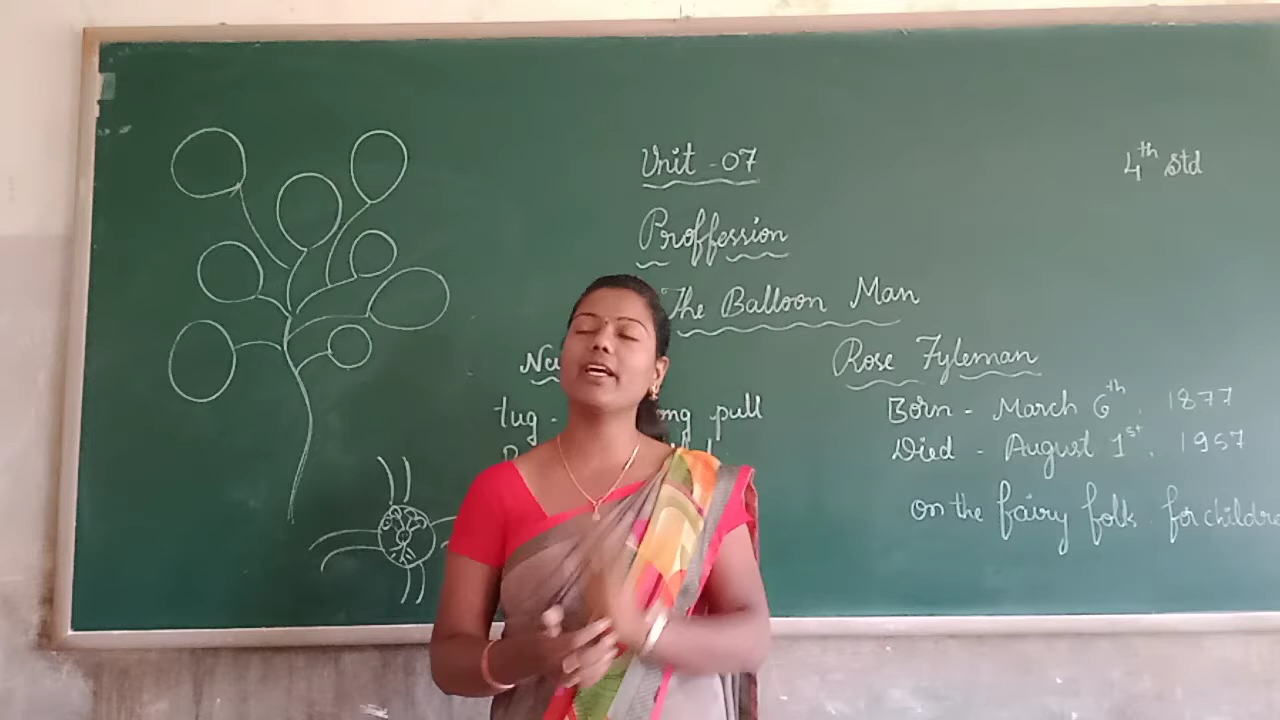 Unit - 07
4th Std
Proffession
The Balloon Man
Rose Fyleman
tug - pull
Born - March 6th, 1877
Died - August 1st, 1957
on the fairy folk for